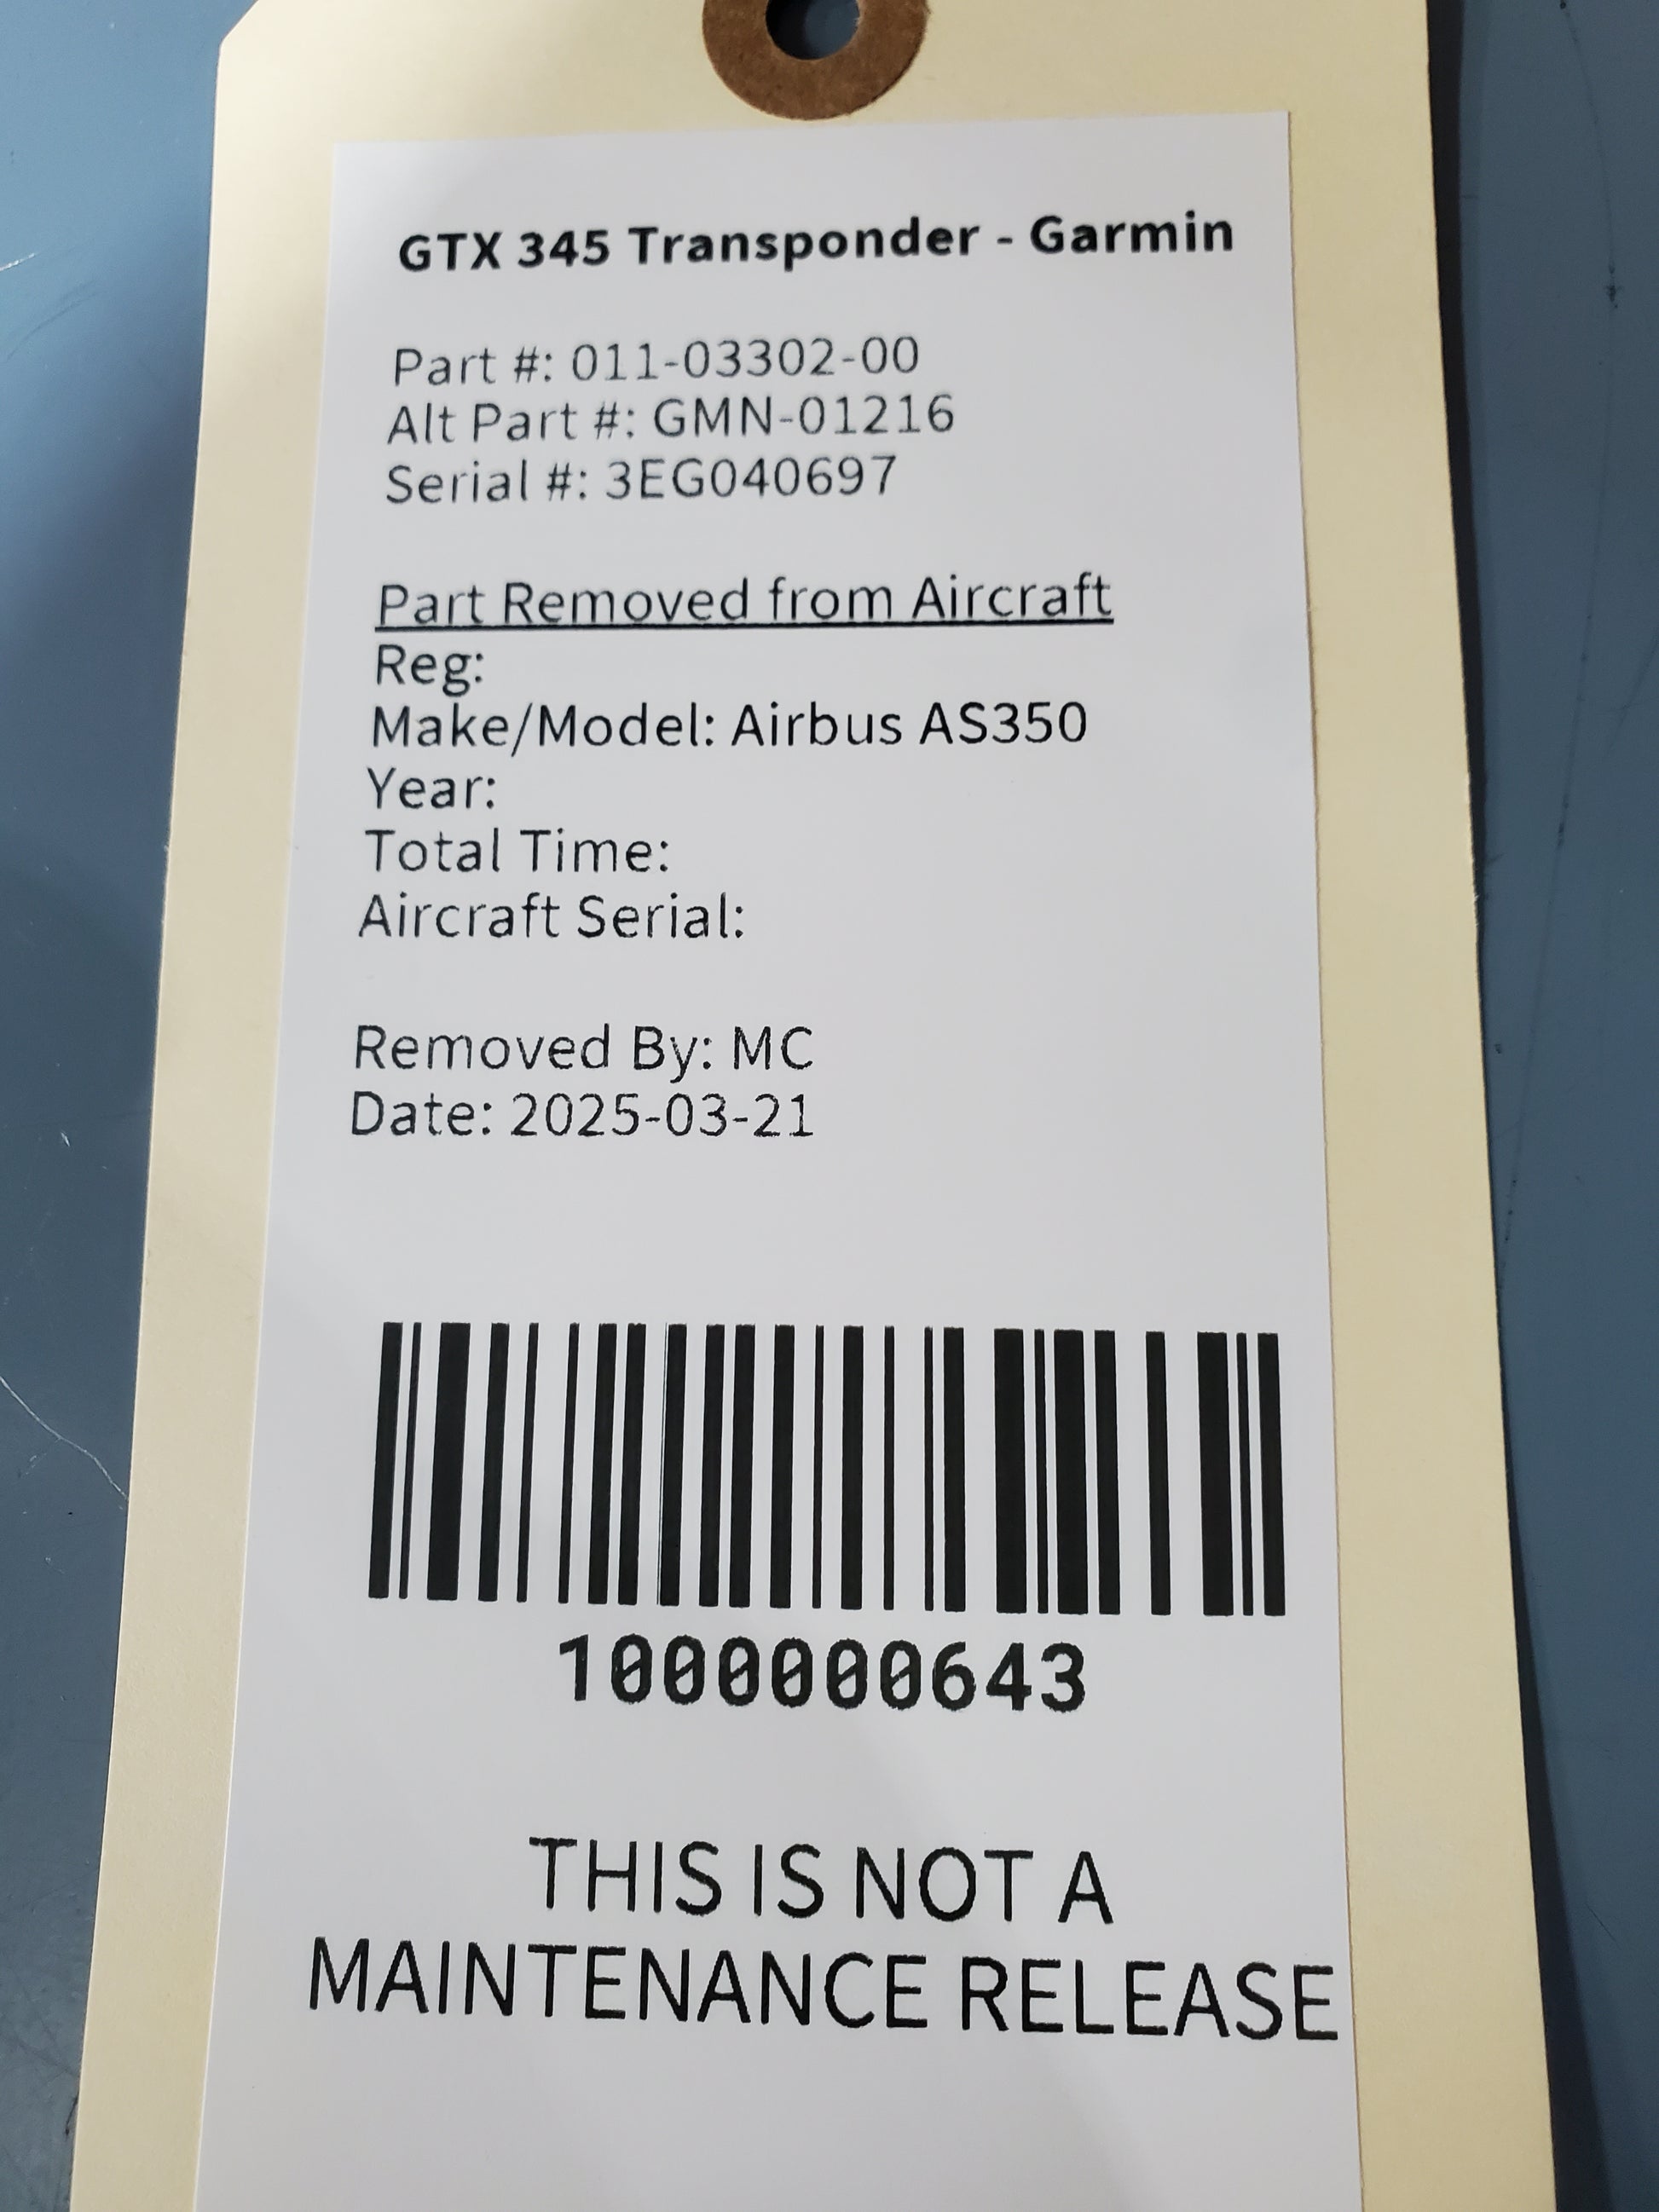 GTX 345 Transponder - Garmin
Part #: 011-03302-00
Alt Part #: GMN-01216
Serial #: 3EG040697
Part Removed from Aircraft
Reg:
Make/Model: Airbus AS350
Year:
Total Time:
Aircraft Serial:
Removed By: MC
Date: 2025-03-21
1000000643
THIS IS NOT A
MAINTENANCE RELEASE